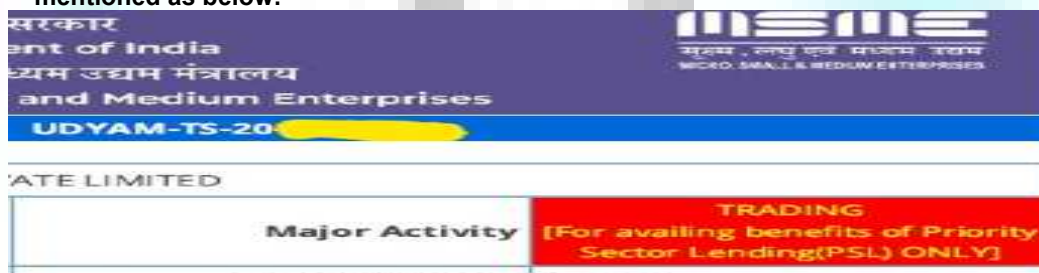 mentioned as below:
सरकार
ent of India
ध्यम उद्यम मंत्रालय
and Medium Enterprises
msme
सूक्ष्म, लघु एवं मध्यम उद्यम
MICRO, SMALL & MEDIUM ENTERPRISES
UDYAM-TS-20
ATE LIMITED
Major Activity
TRADING
[For availing benefits of Priority
Sector Lending(PSL) ONLY]